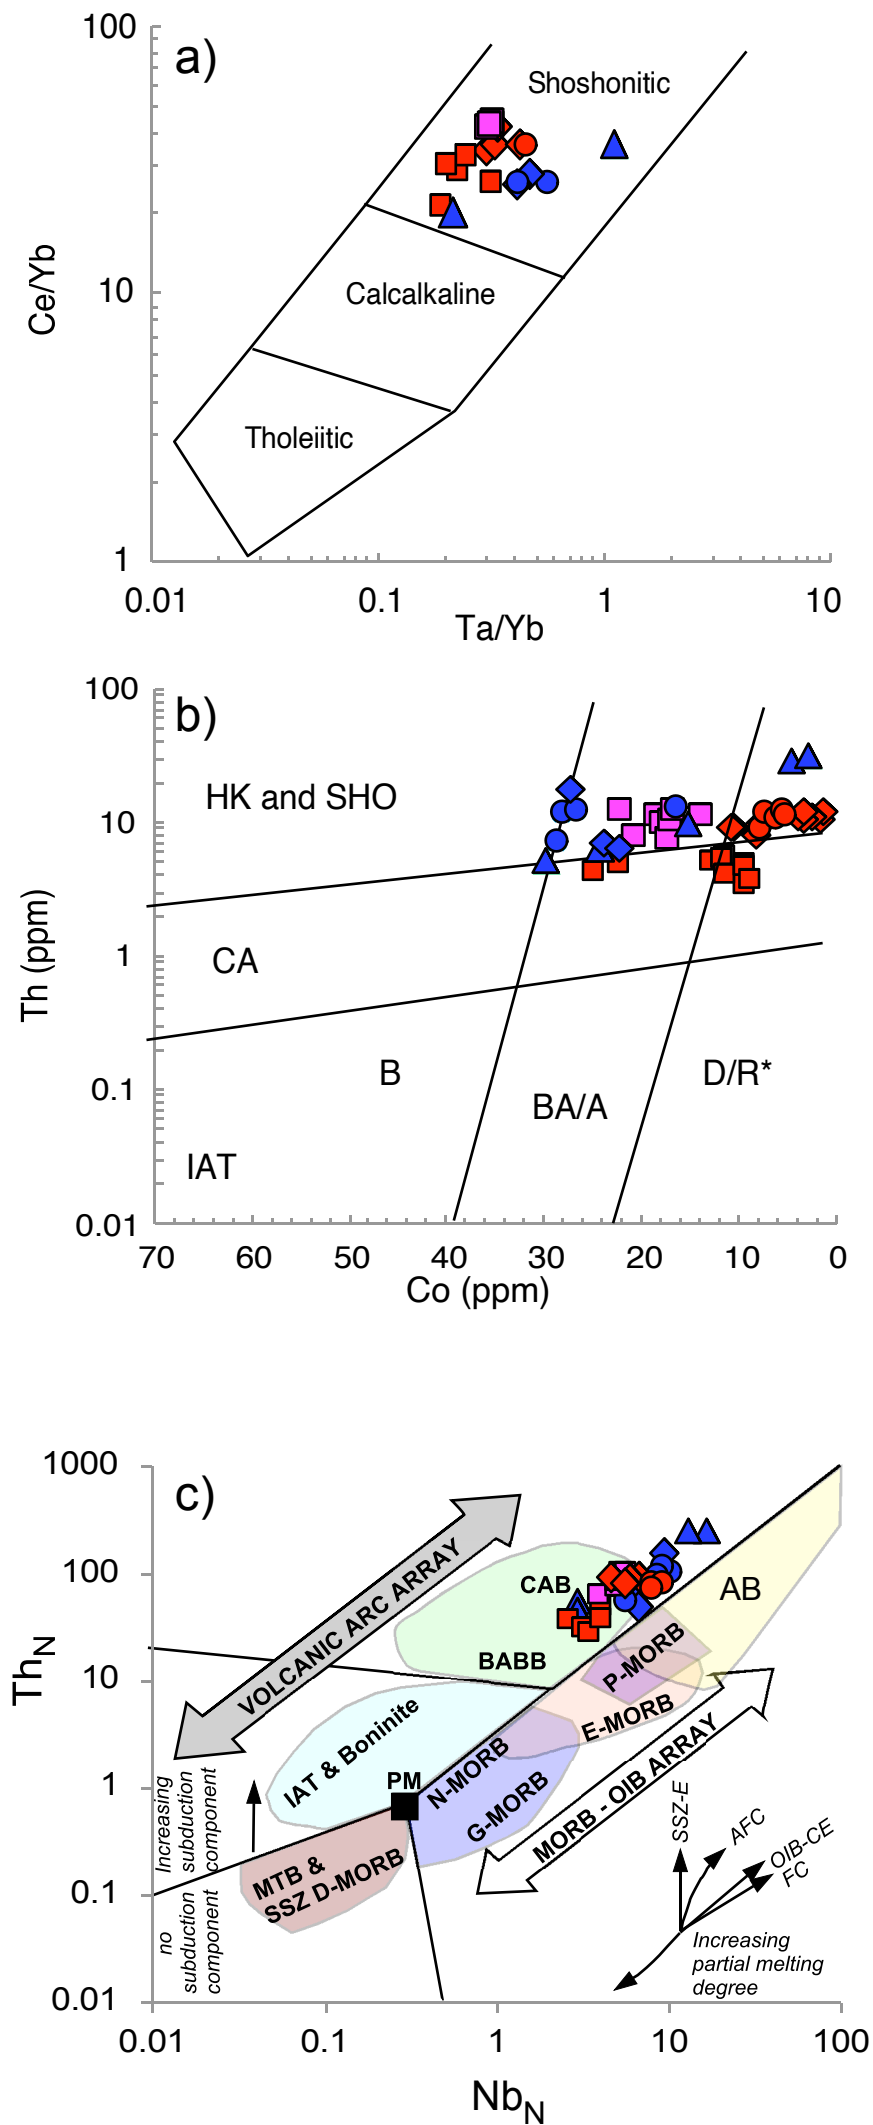 100
a)
Shoshonitic
Ce/Yb
10
Calcalkaline
Tholeiitic
1
0.01
0.1
1
10
Ta/Yb
100
b)
HK and SHO
10
Th (ppm)
1
CA
0.1
B
D/R*
BA/A
IAT
0.01
70
60
50
40
30
20
10
0
Co (ppm)
1000
c)
VOLCANIC ARC ARRAY
100
CAB
AB
BABB
P-MORB
ThN
10
E-MORB
IAT & Boninite
PM
N-MORB
G-MORB
MORB - OIB ARRAY
1
Increasing
subduction
component
SSZ-E
AFC
OIB-CE
FC
MTB &
SSZ D-MORB
0.1
no
subduction
component
Increasing
partial melting
degree
0.01
0.01
0.1
1
10
100
NbN